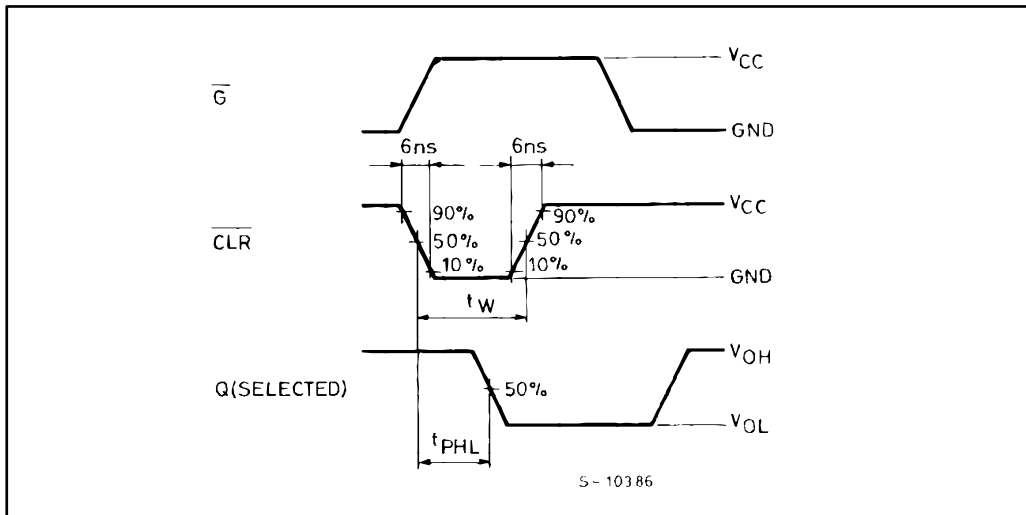 V_CC
G̅
GND
6ns 6ns
V_CC
90% 90%
C̅L̅R̅ 50% 50%
10% 10%
GND
t_W
V_OH
Q(SELECTED) 50%
V_OL
t_PHL
S-10386